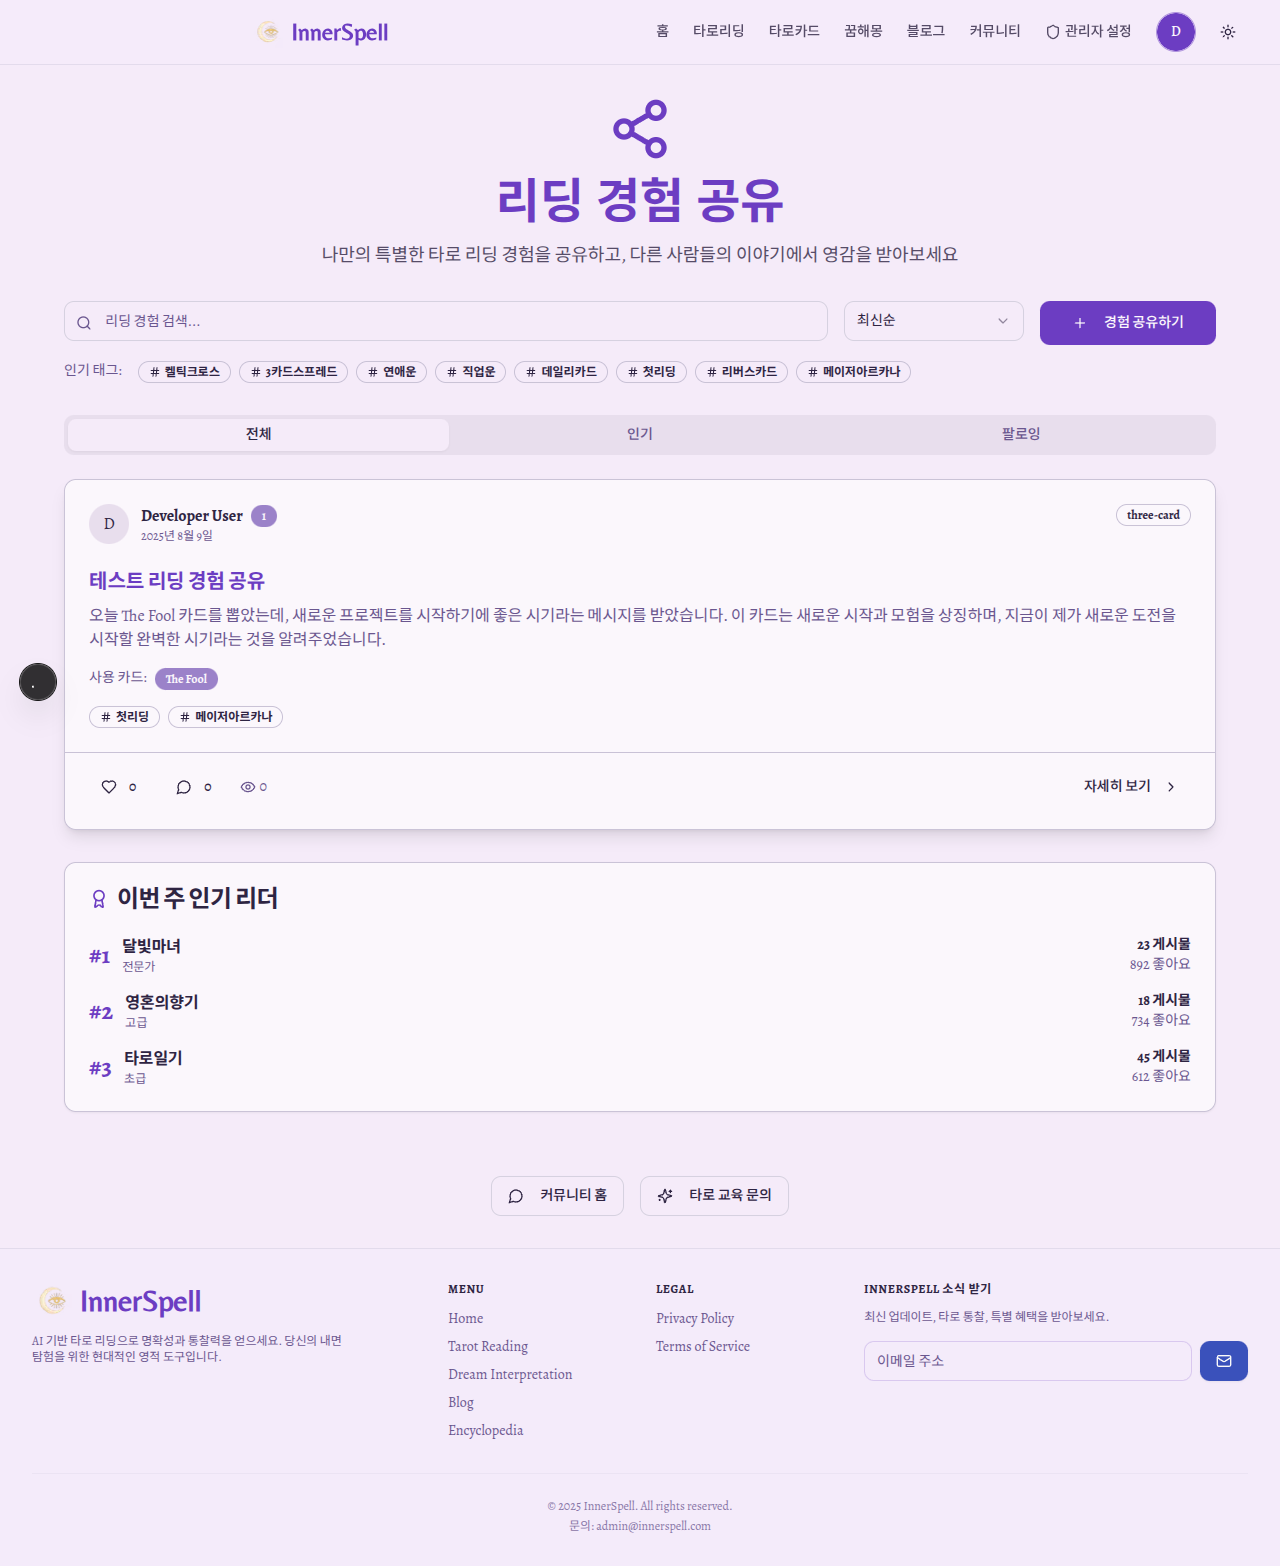 InnerSpell
홈 타로리딩 타로카드 꿈해몽 블로그 커뮤니티 관리자 설정 D
리딩 경험 공유
나만의 특별한 타로 리딩 경험을 공유하고, 다른 사람들의 이야기에서 영감을 받아보세요
리딩 경험 검색... 최신순 + 경험 공유하기
인기 태그: # 켈틱크로스 # 3카드스프레드 # 연애운 # 직업운 # 데일리카드 # 첫리딩 # 리버스카드 # 메이저아르카나
전체 인기 팔로잉
D Developer User 1 three-card
2025년 8월 9일
테스트 리딩 경험 공유
오늘 The Fool 카드를 뽑았는데, 새로운 프로젝트를 시작하기에 좋은 시기라는 메시지를 받았습니다. 이 카드는 새로운 시작과 모험을 상징하며, 지금이 제가 새로운 도전을
시작할 완벽한 시기라는 것을 알려주었습니다.
사용 카드: The Fool
# 첫리딩 # 메이저아르카나
0 0 0 자세히 보기
이번 주 인기 리더
#1 달빛마녀 23 게시물
전문가 892 좋아요
#2 영혼의향기 18 게시물
고급 734 좋아요
#3 타로일기 45 게시물
초급 612 좋아요
커뮤니티 홈 타로 교육 문의
InnerSpell
AI 기반 타로 리딩으로 명확성과 통찰력을 얻으세요. 당신의 내면
탐험을 위한 현대적인 영적 도구입니다.
MENU
Home
Tarot Reading
Dream Interpretation
Blog
Encyclopedia
LEGAL
Privacy Policy
Terms of Service
INNERSPELL 소식 받기
최신 업데이트, 타로 통찰, 특별 혜택을 받아보세요.
이메일 주소
© 2025 InnerSpell. All rights reserved.
문의: admin@innerspell.com